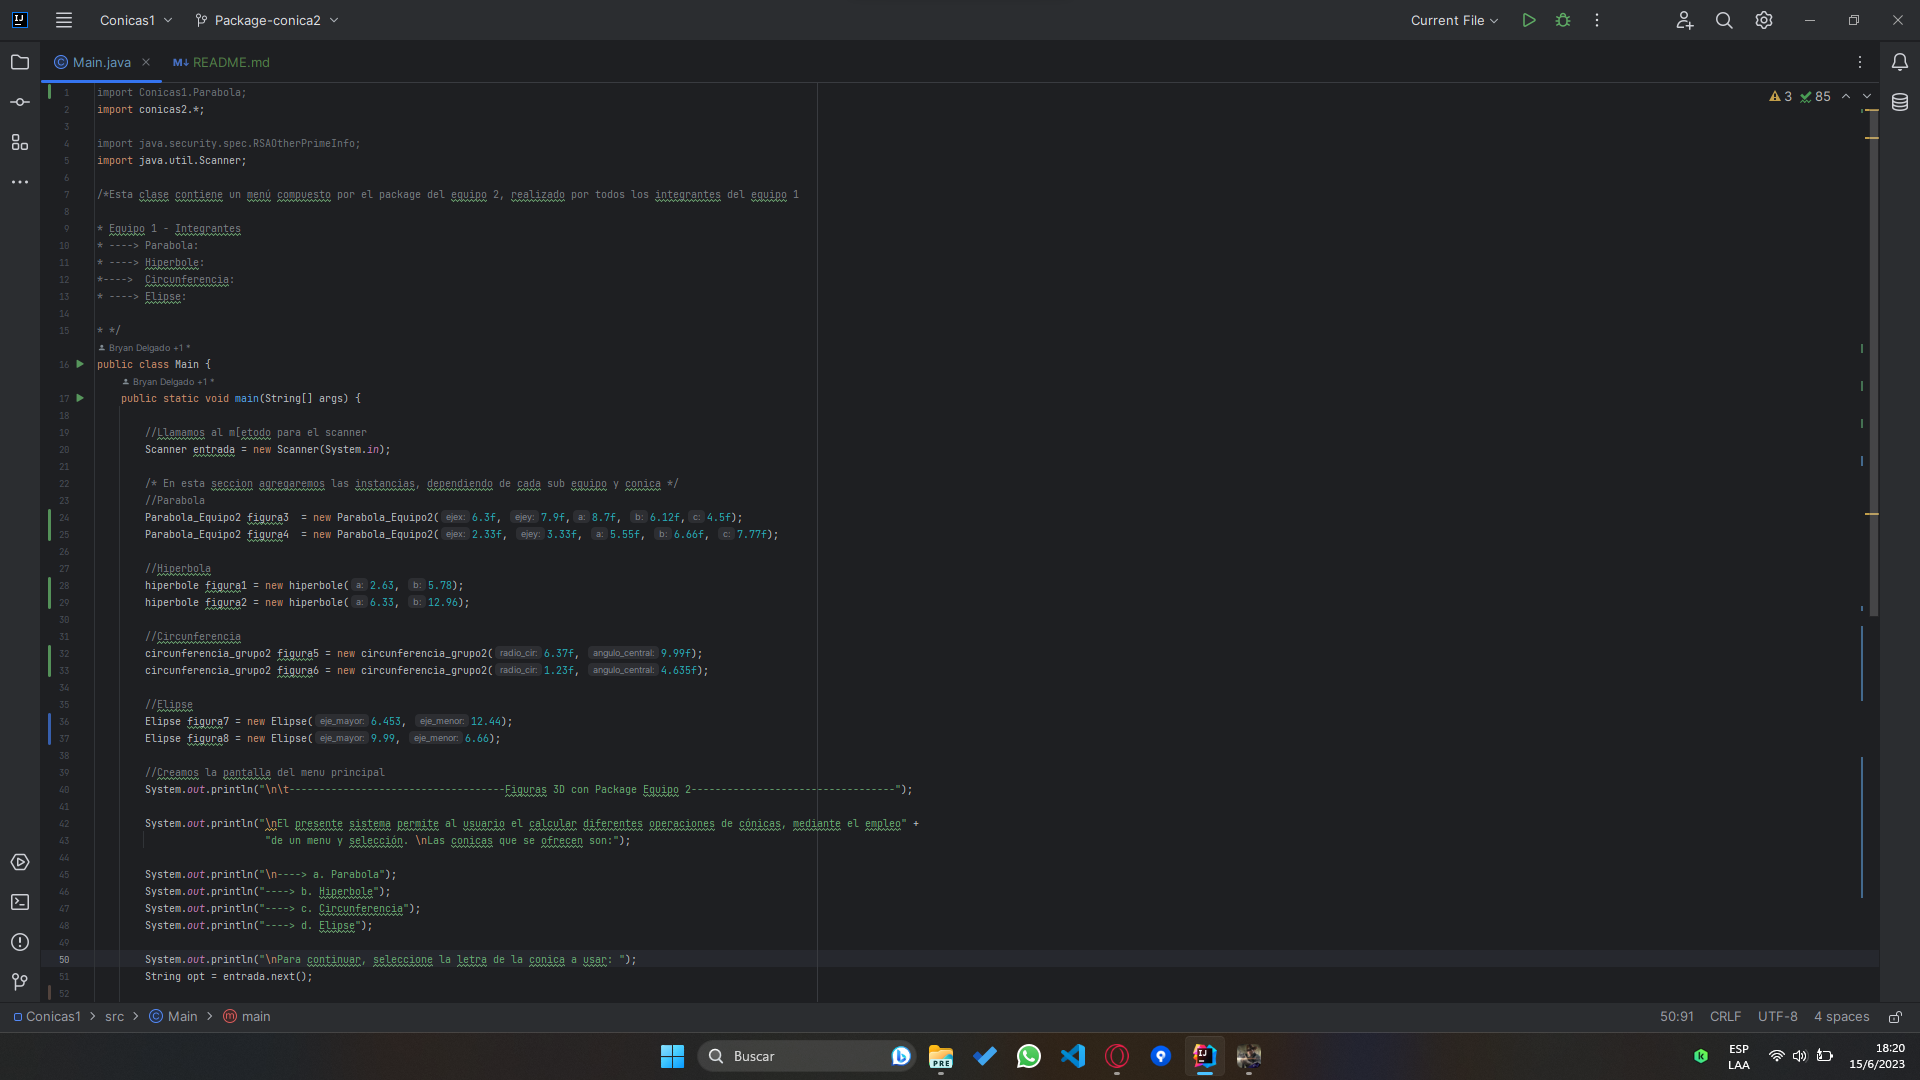 Conicas1 Package-conica2 Current File
Main.java README.md
3 85
1 import Conicas1.Parabola;
2 import conicas2.*;
3
4 import java.security.spec.RSAOtherPrimeInfo;
5 import java.util.Scanner;
6
7 /*Esta clase contiene un menú compuesto por el package del equipo 2, realizado por todos los integrantes del equipo 1
8
9 * Equipo 1 - Integrantes
10 * ----> Parabola:
11 * ----> Hiperbole:
12 *---->  Circunferencia:
13 * ----> Elipse:
14
15 * */
Bryan Delgado +1 *
16 public class Main {
Bryan Delgado +1 *
17 public static void main(String[] args) {
18
19 //Llamamos al m[etodo para el scanner
20 Scanner entrada = new Scanner(System.in);
21
22 /* En esta seccion agregaremos las instancias, dependiendo de cada sub equipo y conica */
23 //Parabola
24 Parabola_Equipo2 figura3  = new Parabola_Equipo2( ejex: 6.3f, ejey: 7.9f, a: 8.7f, b: 6.12f, c: 4.5f);
25 Parabola_Equipo2 figura4  = new Parabola_Equipo2( ejex: 2.33f, ejey: 3.33f, a: 5.55f, b: 6.66f, c: 7.77f);
26
27 //Hiperbola
28 hiperbole figura1 = new hiperbole( a: 2.63, b: 5.78);
29 hiperbole figura2 = new hiperbole( a: 6.33, b: 12.96);
30
31 //Circunferencia
32 circunferencia_grupo2 figura5 = new circunferencia_grupo2( radio_cir: 6.37f, angulo_central: 9.99f);
33 circunferencia_grupo2 figura6 = new circunferencia_grupo2( radio_cir: 1.23f, angulo_central: 4.635f);
34
35 //Elipse
36 Elipse figura7 = new Elipse( eje_mayor: 6.453, eje_menor: 12.44);
37 Elipse figura8 = new Elipse( eje_mayor: 9.99, eje_menor: 6.66);
38
39 //Creamos la pantalla del menu principal
40 System.out.println("\n\t------------------------------------Figuras 3D con Package Equipo 2----------------------------------");
41
42 System.out.println("\nEl presente sistema permite al usuario el calcular diferentes operaciones de cónicas, mediante el empleo" +
43 "de un menu y selección. \nLas conicas que se ofrecen son:");
44
45 System.out.println("\n----> a. Parabola");
46 System.out.println("----> b. Hiperbole");
47 System.out.println("----> c. Circunferencia");
48 System.out.println("----> d. Elipse");
49
50 System.out.println("\nPara continuar, seleccione la letra de la conica a usar: ");
51 String opt = entrada.next();
52
Conicas1 > src > Main > main 50:91 CRLF UTF-8 4 spaces
Buscar
ESP
LAA
18:20
15/6/2023